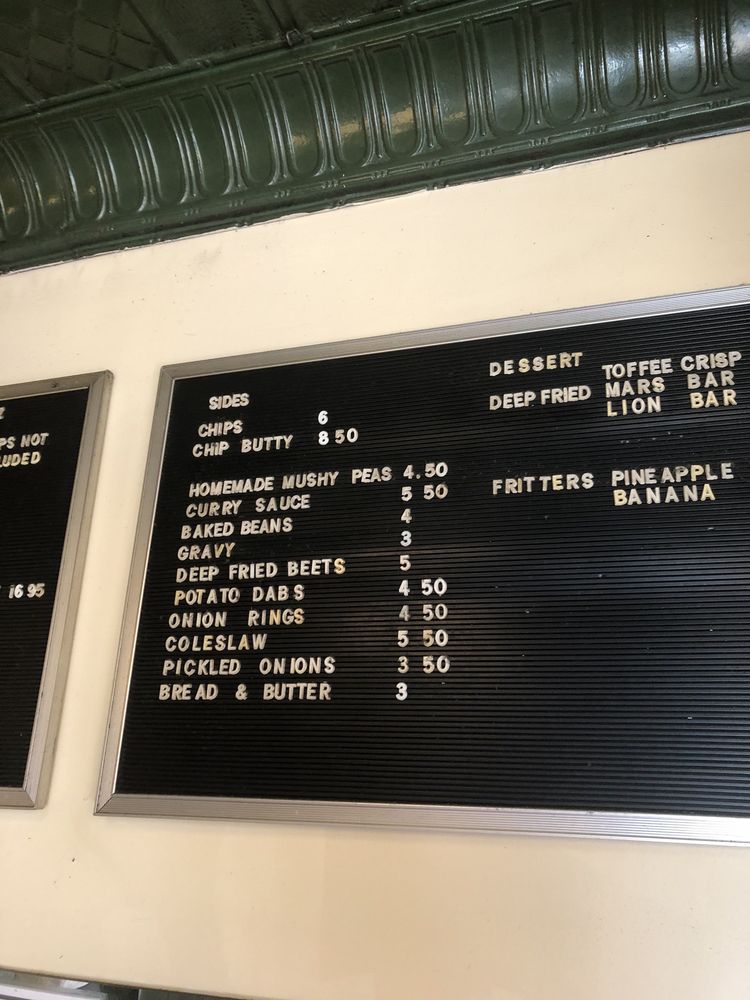 PS NOT
LUDED
16 95
SIDES
CHIPS 6
CHIP BUTTY 8 50
HOMEMADE MUSHY PEAS 4.50
CURRY SAUCE 5 50
BAKED BEANS 4
GRAVY 3
DEEP FRIED BEETS 5
POTATO DABS 4 50
ONION RINGS 4 50
COLESLAW 5 50
PICKLED ONIONS 3 50
BREAD & BUTTER 3
DESSERT
DEEP FRIED
TOFFEE CRISP
MARS BAR
LION BAR
FRITTERS PINEAPPLE
BANANA